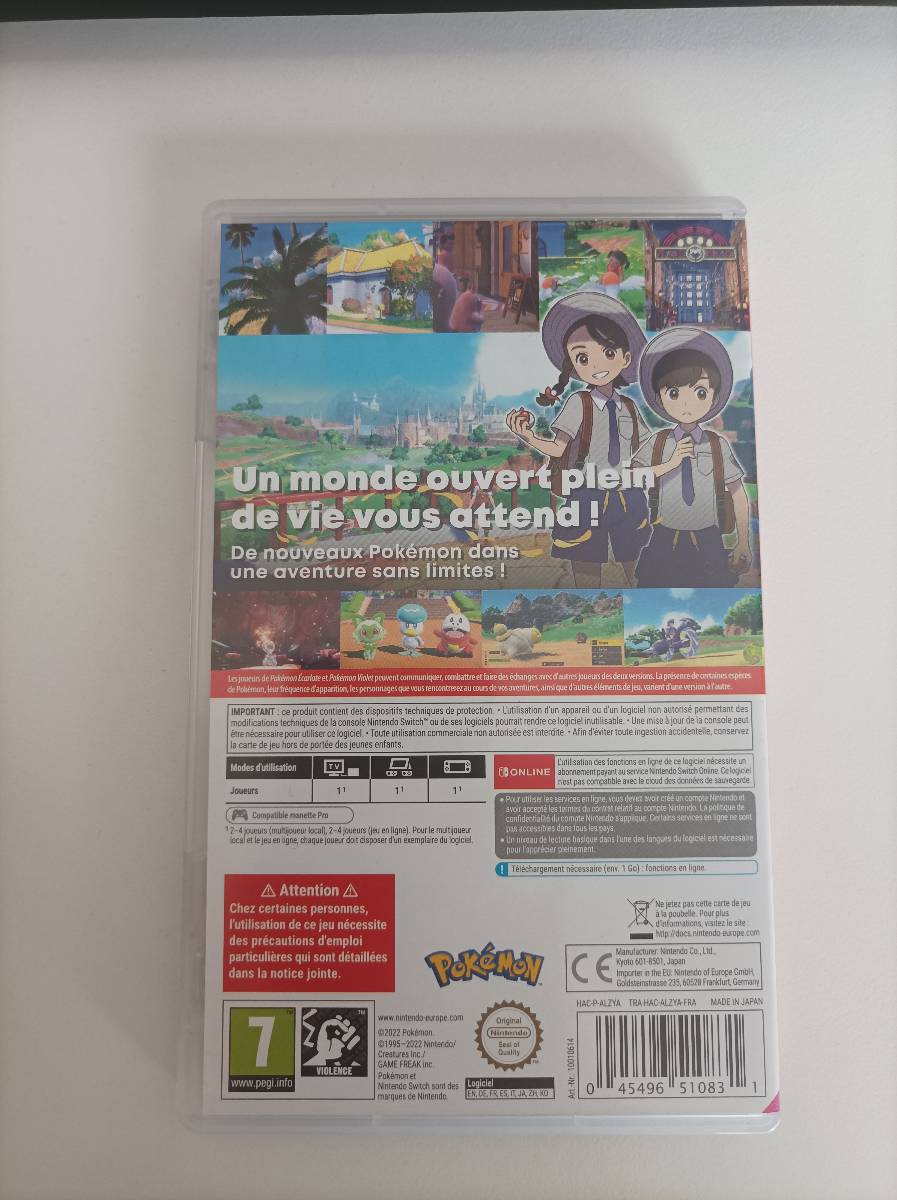 Un monde ouvert plein
de vie vous attend !
De nouveaux Pokémon dans
une aventure sans limites !
Les joueurs de Pokémon Écarlate et Pokémon Violet peuvent communiquer, combattre et faire des échanges avec d'autres joueurs des deux versions. La présence de certaines espèces
de Pokémon, leur fréquence d'apparition, les personnages que vous rencontrerez au cours de vos aventures, ainsi que d'autres éléments de jeu, varient d'une version à l'autre.
IMPORTANT : ce produit contient des dispositifs techniques de protection. • L'utilisation d'un appareil ou d'un logiciel non autorisé permettant des
modifications techniques de la console Nintendo Switch™ ou de ses logiciels pourrait rendre ce logiciel inutilisable. • Une mise à jour de la console peut
être nécessaire pour utiliser ce logiciel. • Toute utilisation commerciale non autorisée est interdite. • Afin d'éviter toute ingestion accidentelle, conservez
la carte de jeu hors de portée des jeunes enfants.
Modes d'utilisation TV
Joueurs 1¹ 1¹ 1¹
Compatible manette Pro
¹ 2–4 joueurs (multijoueur local), 2–4 joueurs (jeu en ligne). Pour le multijoueur
local et le jeu en ligne, chaque joueur doit disposer d'un exemplaire du logiciel.
ONLINE
L'utilisation des fonctions en ligne de ce logiciel nécessite un
abonnement payant au service Nintendo Switch Online. Ce logiciel
n'est pas compatible avec le cloud des données de sauvegarde.
• Pour utiliser les services en ligne, vous devez avoir créé un compte Nintendo et
avoir accepté les termes du contrat relatif au compte Nintendo. La politique de
confidentialité du compte Nintendo s'applique. Certains services en ligne ne sont
pas accessibles dans tous les pays.
• Un niveau de lecture basique dans l'une des langues du logiciel est nécessaire
pour l'apprécier pleinement.
! Téléchargement nécessaire (env. 1 Go) : fonctions en ligne.
⚠ Attention ⚠
Chez certaines personnes,
l'utilisation de ce jeu nécessite
des précautions d'emploi
particulières qui sont détaillées
dans la notice jointe.
Ne jetez pas cette carte de jeu
à la poubelle. Pour plus
d'informations, visitez le site :
http://docs.nintendo-europe.com
POKÉMON™
CE
Manufacturer: Nintendo Co., Ltd.,
Kyoto 601-8501, Japan
Importer in the EU: Nintendo of Europe GmbH,
Goldsteinstrasse 235, 60528 Frankfurt, Germany
HAC-P-ALZYA TRA-HAC-ALZYA-FRA MADE IN JAPAN
7
www.pegi.info
VIOLENCE
™
www.nintendo-europe.com
©2022 Pokémon.
©1995–2022 Nintendo/
Creatures Inc./
GAME FREAK inc.
Pokémon et
Nintendo Switch sont des
marques de Nintendo.
Original
Nintendo
Seal of
Quality
Logiciel
EN, DE, FR, ES, IT, JA, ZH, KO
Art.-Nr.: 10010614
0 45496 51083 1